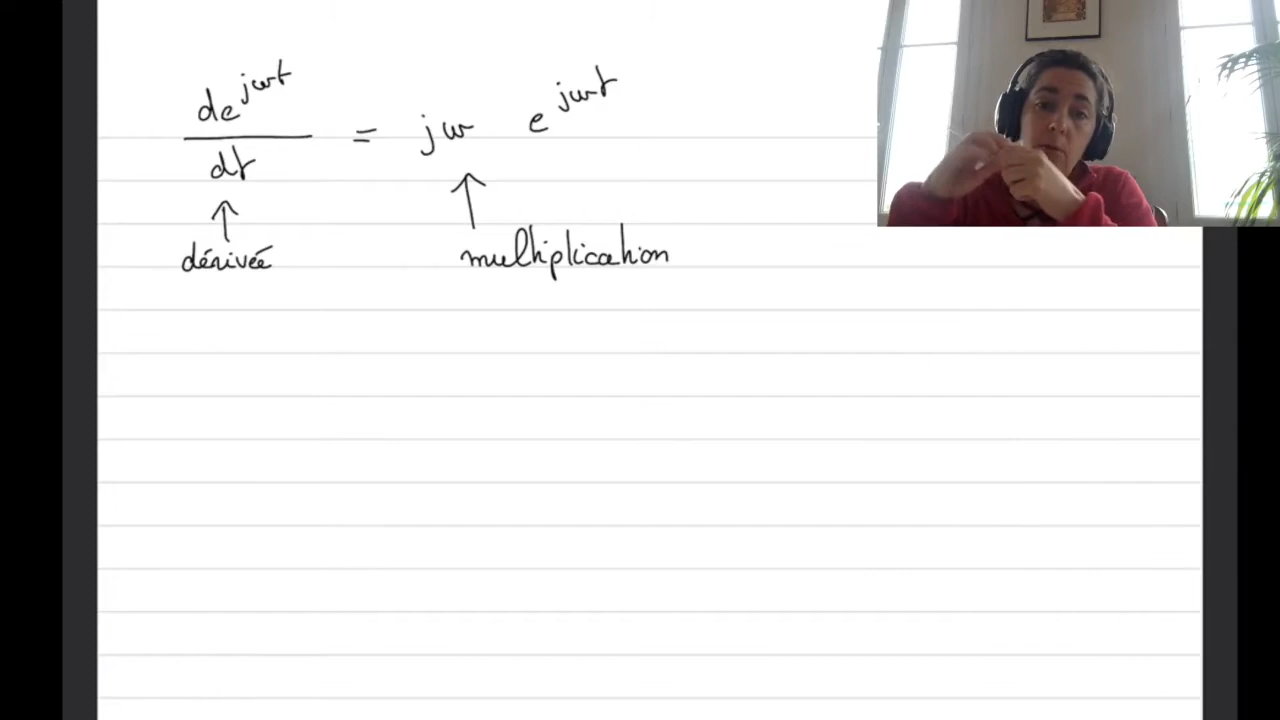 de^jωt / dt = jω e^jωt
↑ ↑
dérivée multiplication